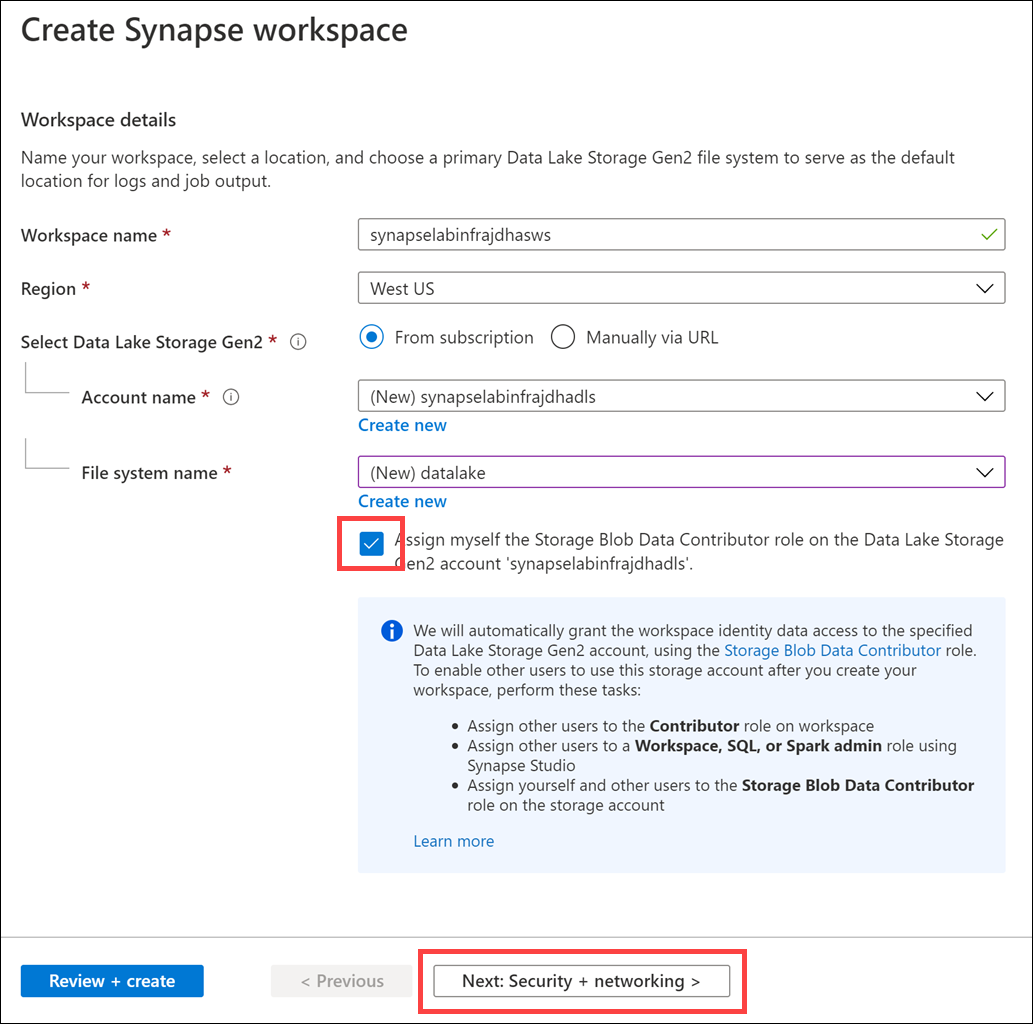 Create Synapse workspace
Workspace details
Name your workspace, select a location, and choose a primary Data Lake Storage Gen2 file system to serve as the default
location for logs and job output.
Workspace name *
synapselabinfrajdhasws
Region *
West US
Select Data Lake Storage Gen2 *
From subscription
Manually via URL
Account name *
(New) synapselabinfrajdhadls
Create new
File system name *
(New) datalake
Create new
Assign myself the Storage Blob Data Contributor role on the Data Lake Storage
Gen2 account 'synapselabinfrajdhadls'.
We will automatically grant the workspace identity data access to the specified
Data Lake Storage Gen2 account, using the Storage Blob Data Contributor role.
To enable other users to use this storage account after you create your
workspace, perform these tasks:
• Assign other users to the Contributor role on workspace
• Assign other users to a Workspace, SQL, or Spark admin role using
Synapse Studio
• Assign yourself and other users to the Storage Blob Data Contributor
role on the storage account
Learn more
Review + create
< Previous
Next: Security + networking >